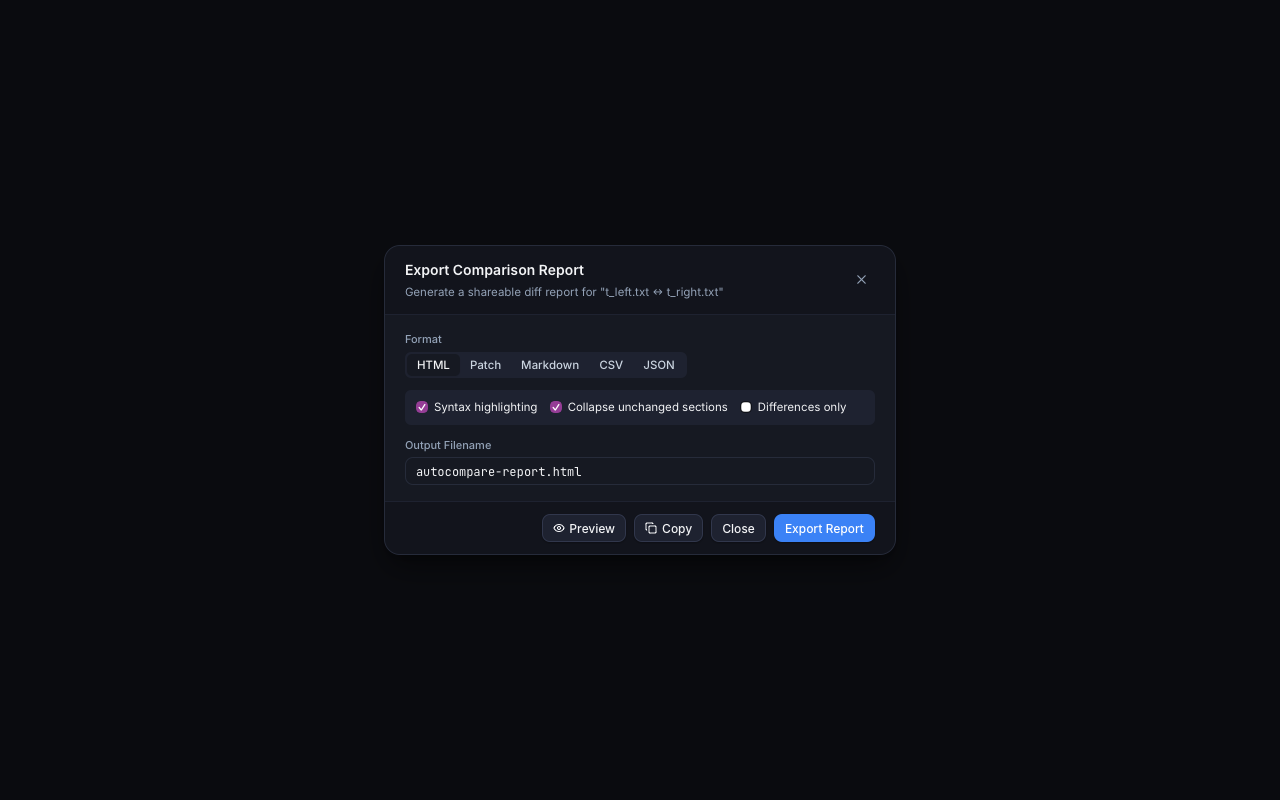 Export Comparison Report
Generate a shareable diff report for "t_left.txt ↔ t_right.txt"
Format
HTML Patch Markdown CSV JSON
Syntax highlighting Collapse unchanged sections Differences only
Output Filename
autocompare-report.html
Preview Copy Close Export Report